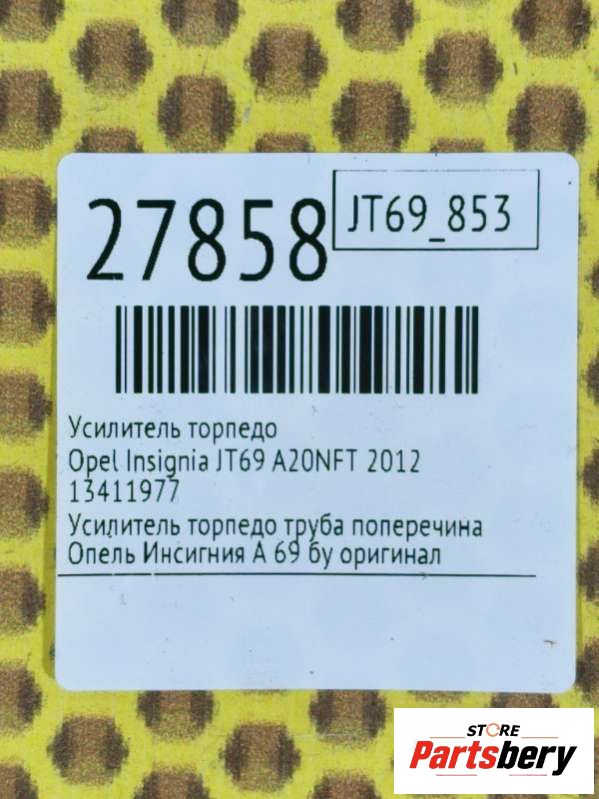 27858
JT69_853
Усилитель торпедо
Opel Insignia JT69 A20NFT 2012
13411977
Усилитель торпедо труба поперечина
Опель Инсигния А 69 бу оригинал
STORE
Partsbery